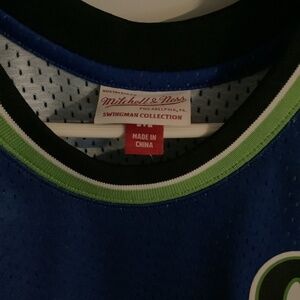 Mitchell & Ness
PHILADELPHIA, PA.
SWINGMAN COLLECTION
MADE IN
CHINA